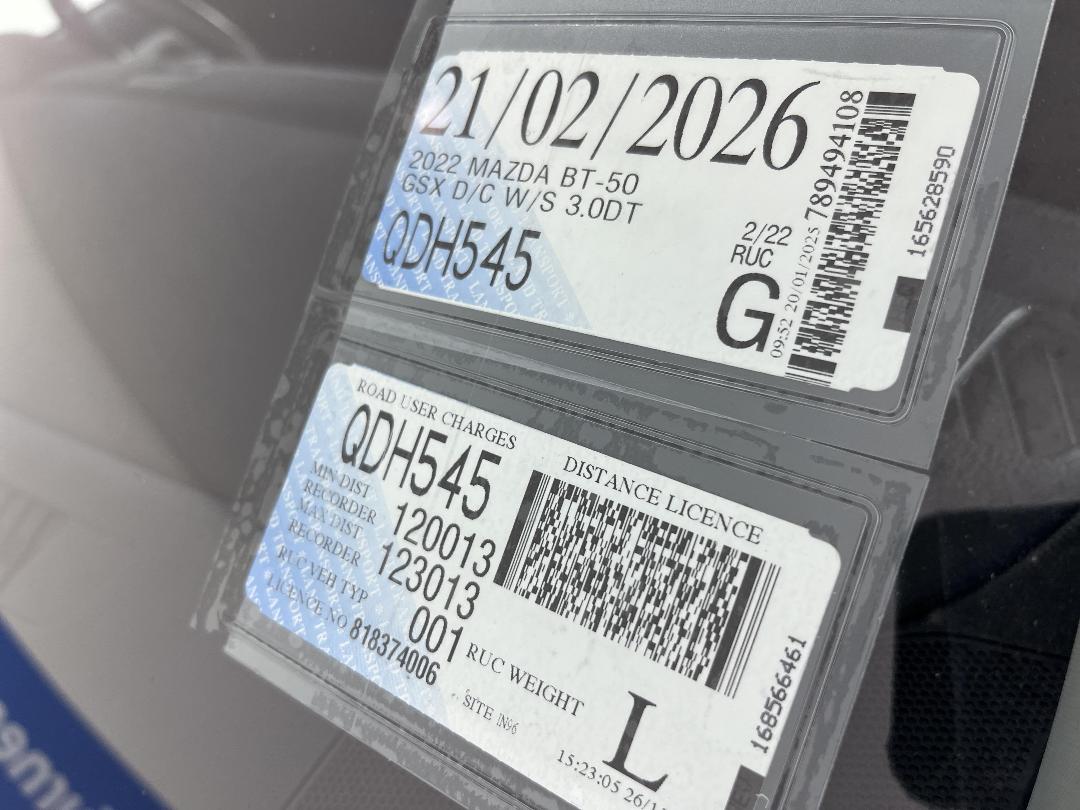 21/02/2026
2022 MAZDA BT-50
GSX D/C W/S 3.0DT
QDH545
2/22
RUC
G
09:52 20/01/2025 789494108
165628590
ROAD USER CHARGES
QDH545
DISTANCE LICENCE
MIN DIST
RECORDER 120013
MAX DIST
RECORDER 123013
RUC VEH TYP 001
LICENCE NO 818374006
RUC WEIGHT L
SITE IN96
15:23:05 26/1
168566461